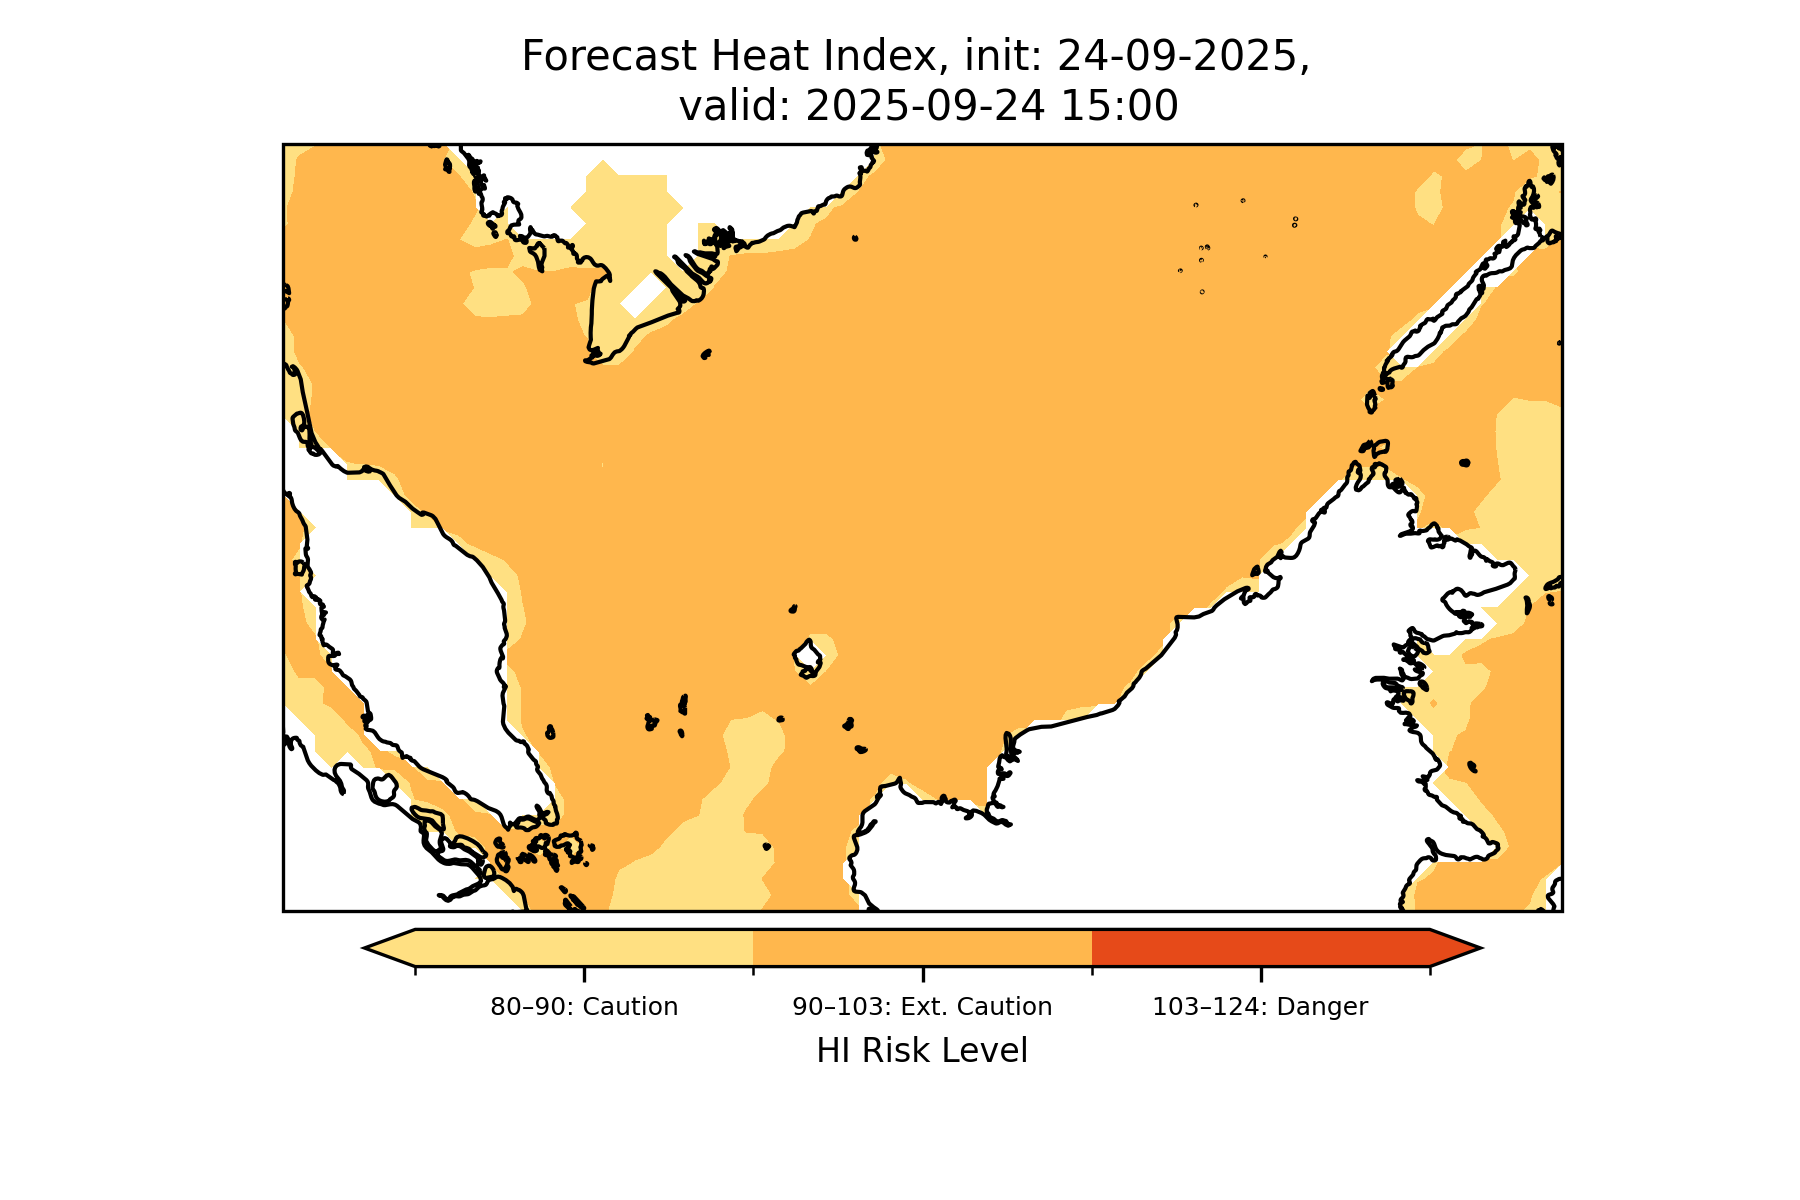 Forecast Heat Index, init: 24-09-2025,
valid: 2025-09-24 15:00
80–90: Caution
90–103: Ext. Caution
103–124: Danger
HI Risk Level